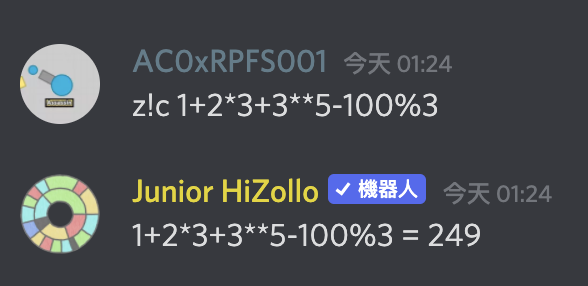 AC0xRPFS001 今天 01:24
z!c 1+2*3+3**5-100%3
Junior HiZollo ✓ 機器人 今天 01:24
1+2*3+3**5-100%3 = 249